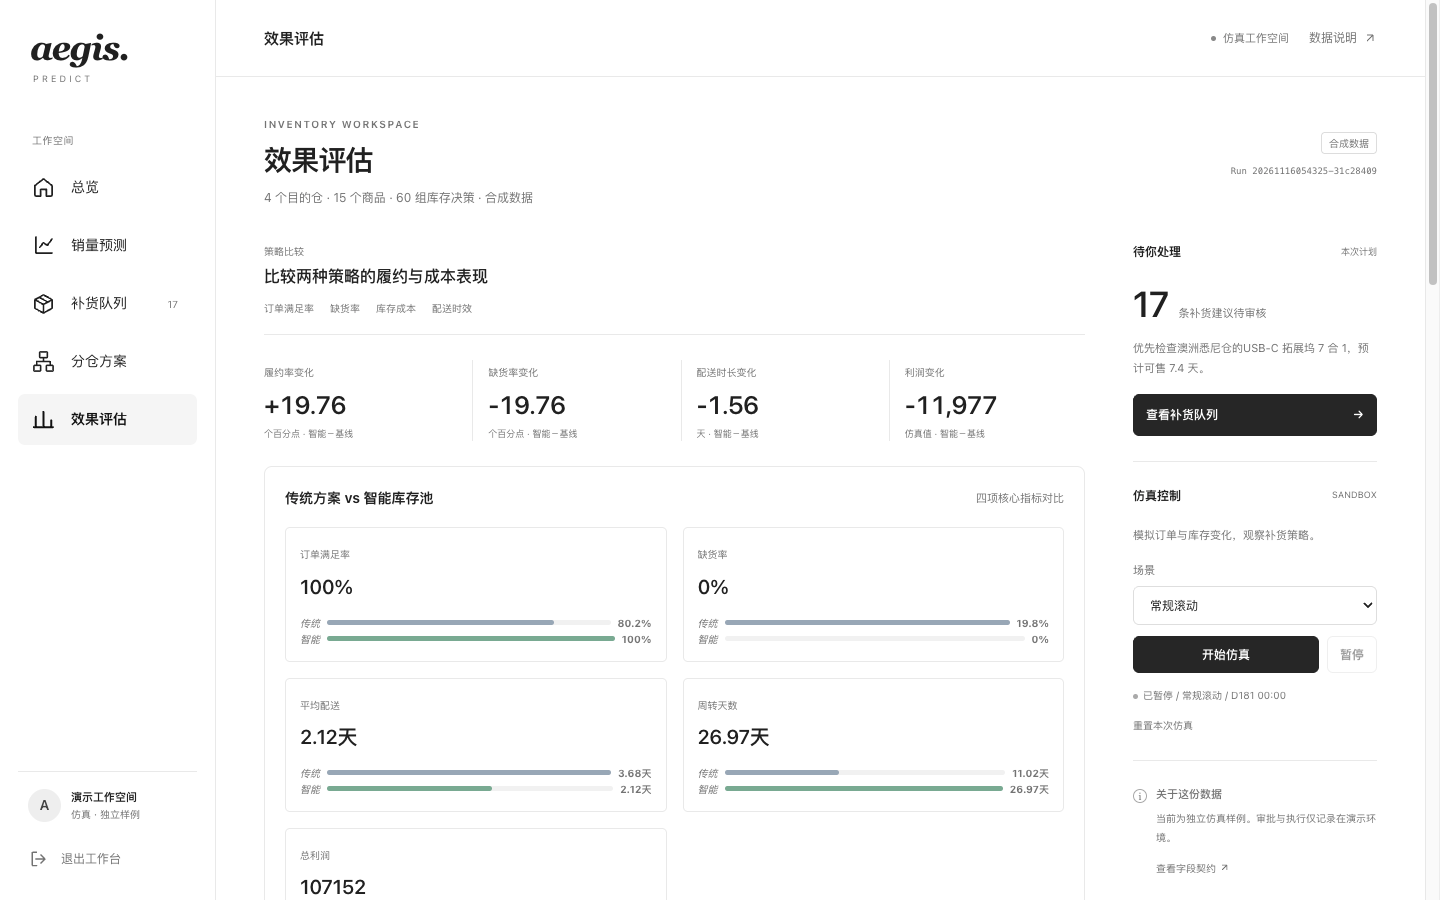 aegis.
PREDICT
工作空间
总览
销量预测
补货队列 17
分仓方案
效果评估
A
演示工作空间
仿真 · 独立样例
退出工作台
效果评估
仿真工作空间 数据说明
INVENTORY WORKSPACE
效果评估
4 个目的仓 · 15 个商品 · 60 组库存决策 · 合成数据
合成数据
Run 20261116054325-31c28409
策略比较
比较两种策略的履约与成本表现
订单满足率 缺货率 库存成本 配送时效
履约率变化
+19.76
个百分点 · 智能−基线
缺货率变化
-19.76
个百分点 · 智能−基线
配送时长变化
-1.56
天 · 智能−基线
利润变化
-11,977
仿真值 · 智能−基线
传统方案 vs 智能库存池 四项核心指标对比
订单满足率
100%
传统 80.2%
智能 100%
缺货率
0%
传统 19.8%
智能 0%
平均配送
2.12天
传统 3.68天
智能 2.12天
周转天数
26.97天
传统 11.02天
智能 26.97天
总利润
107152
待你处理 本次计划
17 条补货建议待审核
优先检查澳洲悉尼仓的USB-C 拓展坞 7 合 1，预
计可售 7.4 天。
查看补货队列
仿真控制 SANDBOX
模拟订单与库存变化，观察补货策略。
场景
常规滚动
开始仿真 暂停
已暂停 / 常规滚动 / D181 00:00
重置本次仿真
关于这份数据
当前为独立仿真样例。审批与执行仅记录在演示环
境。
查看字段契约